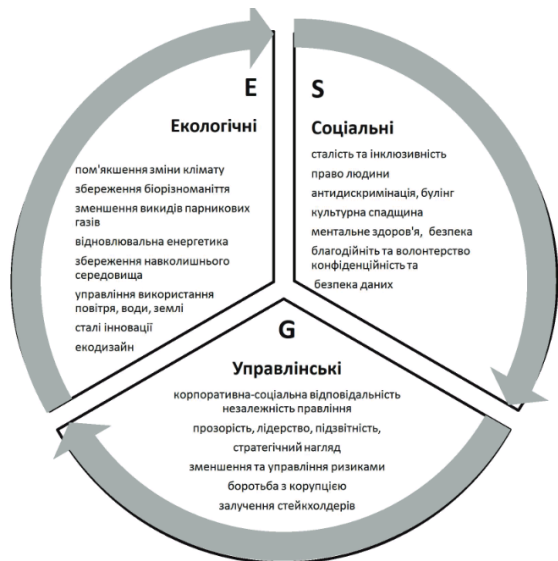 E
Екологічні
пом'якшення зміни клімату
збереження біорізноманіття
зменшення викидів парникових
газів
відновлювальна енергетика
збереження навколишнього
середовища
управління використання
повітря, води, землі
сталі інновації
екодизайн
S
Соціальні
сталість та інклюзивність
право людини
антидискримінація, булінг
культурна спадщина
ментальне здоров'я, безпека
благодійніть та волонтерство
конфіденційність та
безпека даних
G
Управлінські
корпоративна-соціальна відповідальність
незалежність правління
прозорість, лідерство, підзвітність,
стратегічний нагляд
зменшення та управління ризиками
боротьба з корупцією
залучення стейкхолдерів